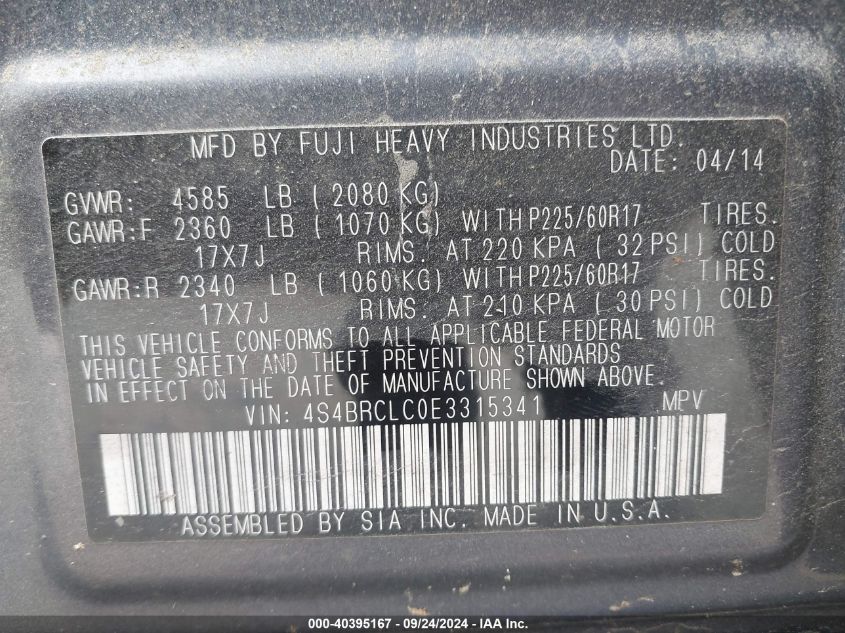 MFD BY FUJI HEAVY INDUSTRIES LTD.
DATE: 04/14
GVWR: 4585 LB ( 2080 KG)
GAWR:F 2360 LB ( 1070 KG) WITH P225/60R17 TIRES.
17X7J RIMS. AT 220 KPA ( 32 PSI) COLD
GAWR:R 2340 LB ( 1060 KG) WITH P225/60R17 TIRES.
17X7J RIMS. AT 210 KPA ( 30 PSI) COLD
THIS VEHICLE CONFORMS TO ALL APPLICABLE FEDERAL MOTOR
VEHICLE SAFETY AND THEFT PREVENTION STANDARDS
IN EFFECT ON THE DATE OF MANUFACTURE SHOWN ABOVE.
VIN: 4S4BRCLC0E3315341 MPV
ASSEMBLED BY SIA INC. MADE IN U.S.A.
000-40395167 - 09/24/2024 - IAA Inc.